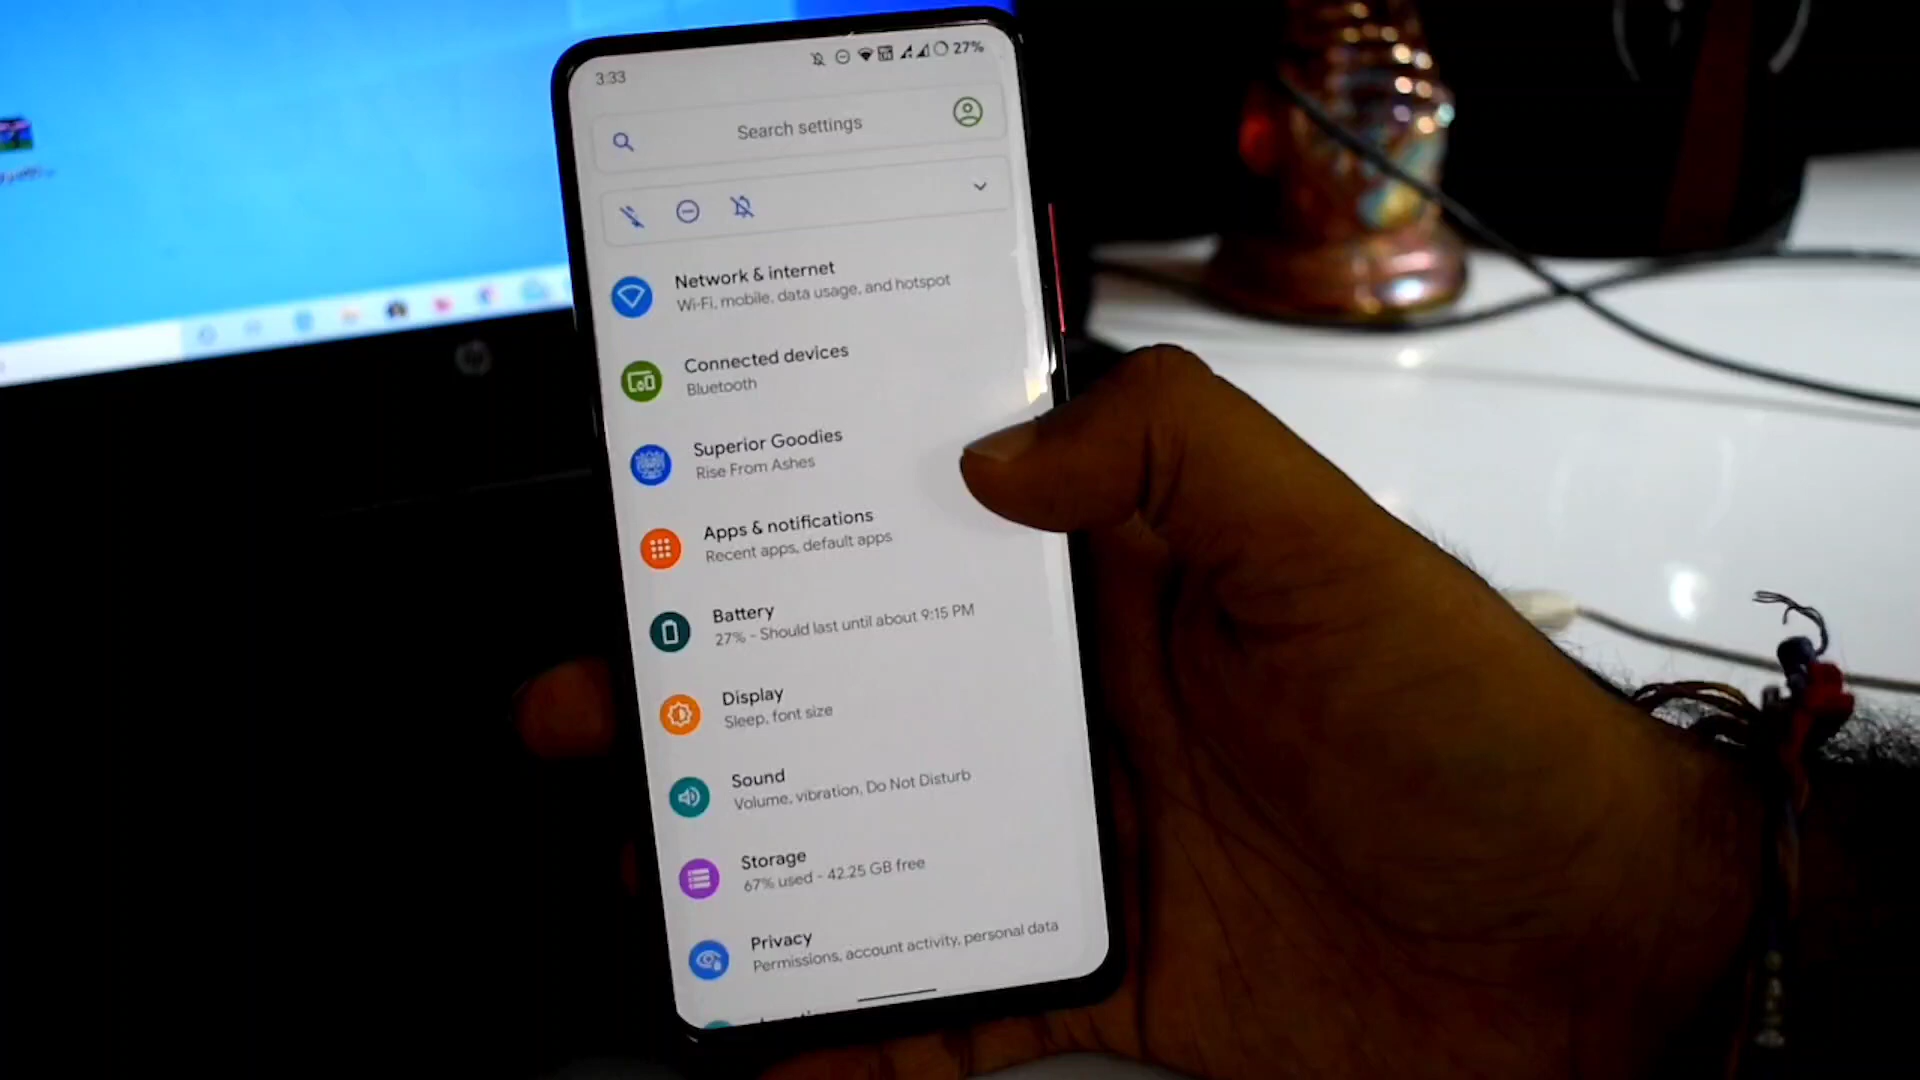 3:33
27%
Search settings
Network & internet
Wi-Fi, mobile, data usage, and hotspot
Connected devices
Bluetooth
Superior Goodies
Rise From Ashes
Apps & notifications
Recent apps, default apps
Battery
27% - Should last until about 9:15 PM
Display
Sleep, font size
Sound
Volume, vibration, Do Not Disturb
Storage
67% used - 42.25 GB free
Privacy
Permissions, account activity, personal data